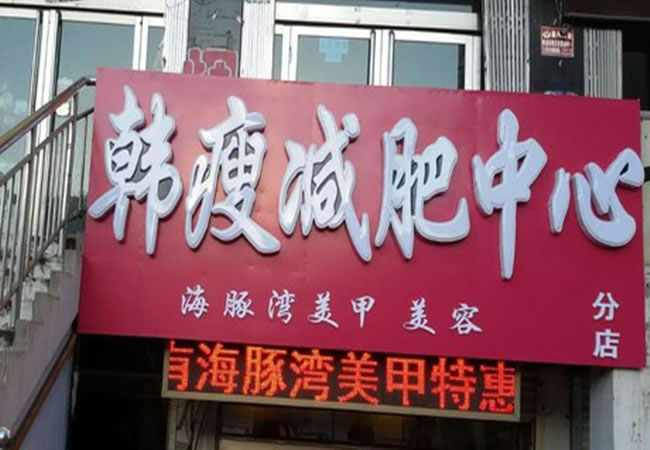 韩瘦减肥中心
海豚湾美甲 美容
分店
有海豚湾美甲特惠